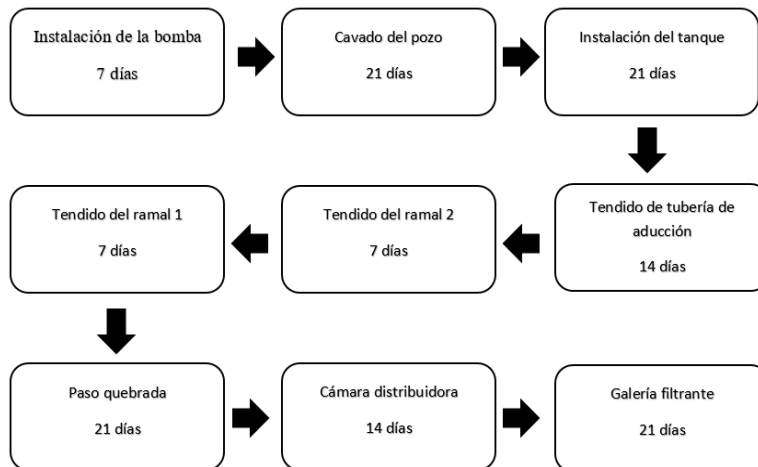 Instalación de la bomba
7 días
Cavado del pozo
21 días
Instalación del tanque
21 días
Tendido del ramal 1
7 días
Tendido del ramal 2
7 días
Tendido de tubería de
aducción
14 días
Paso quebrada
21 días
Cámara distribuidora
14 días
Galería filtrante
21 días